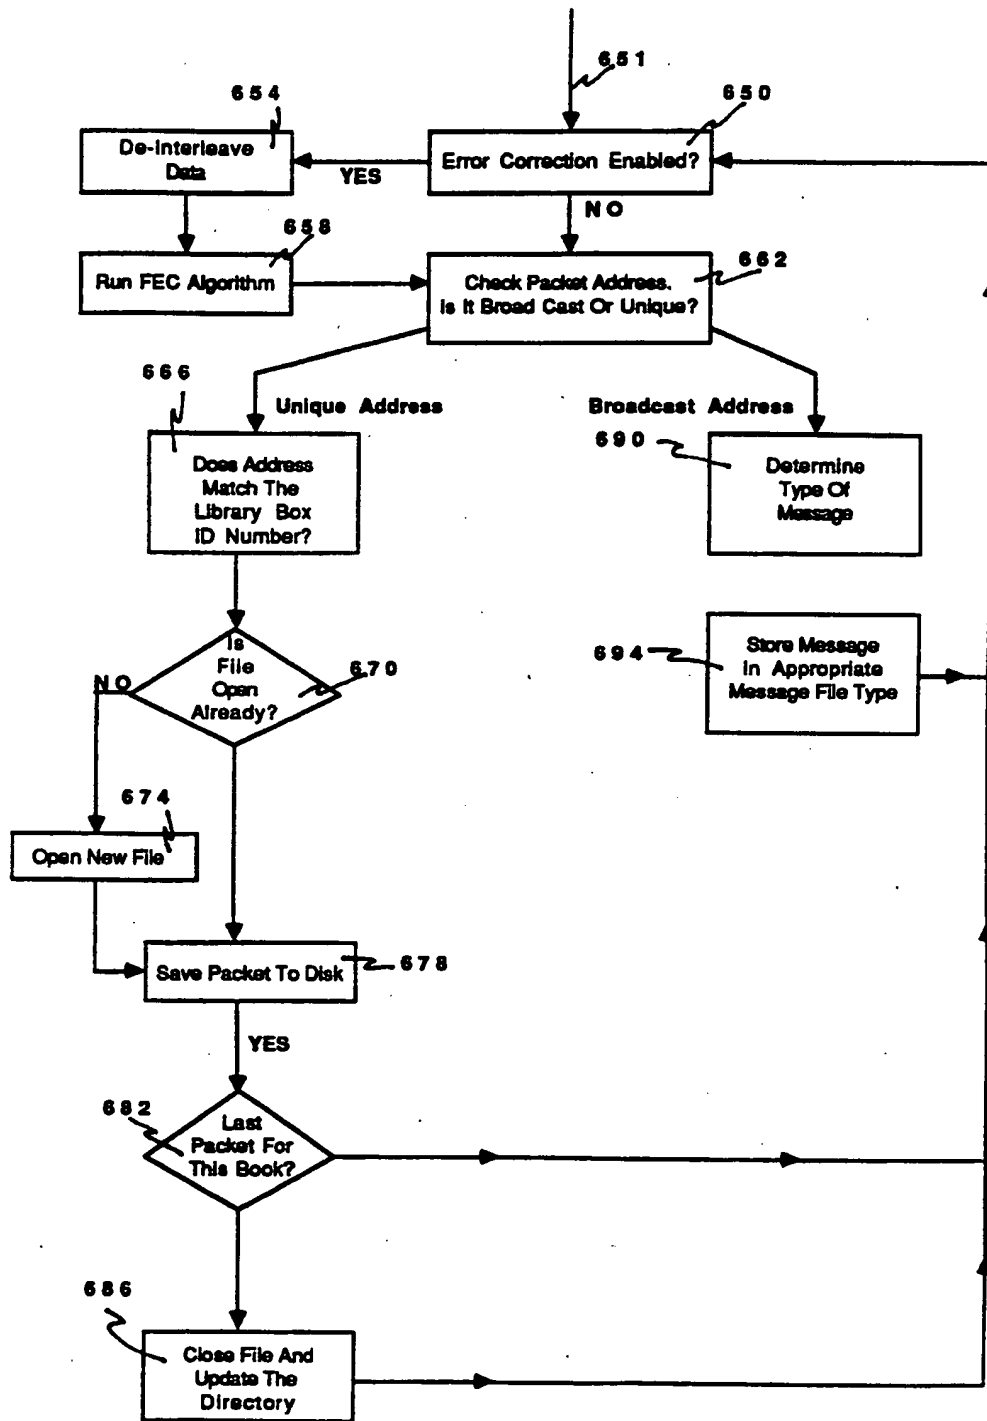 651
654
650
De-Interleave
Data
YES
Error Correction Enabled?
NO
658
662
Run FEC Algorithm
Check Packet Address.
Is It Broad Cast Or Unique?
666
Unique Address
Broadcast Address
690
Does Address
Match The
Library Box
ID Number?
Determine
Type Of
Message
Is
File
Open
Already?
670
NO
694
Store Message
In Appropriate
Message File Type
674
Open New File
Save Packet To Disk
678
YES
682
Last
Packet For
This Book?
686
Close File And
Update The
Directory